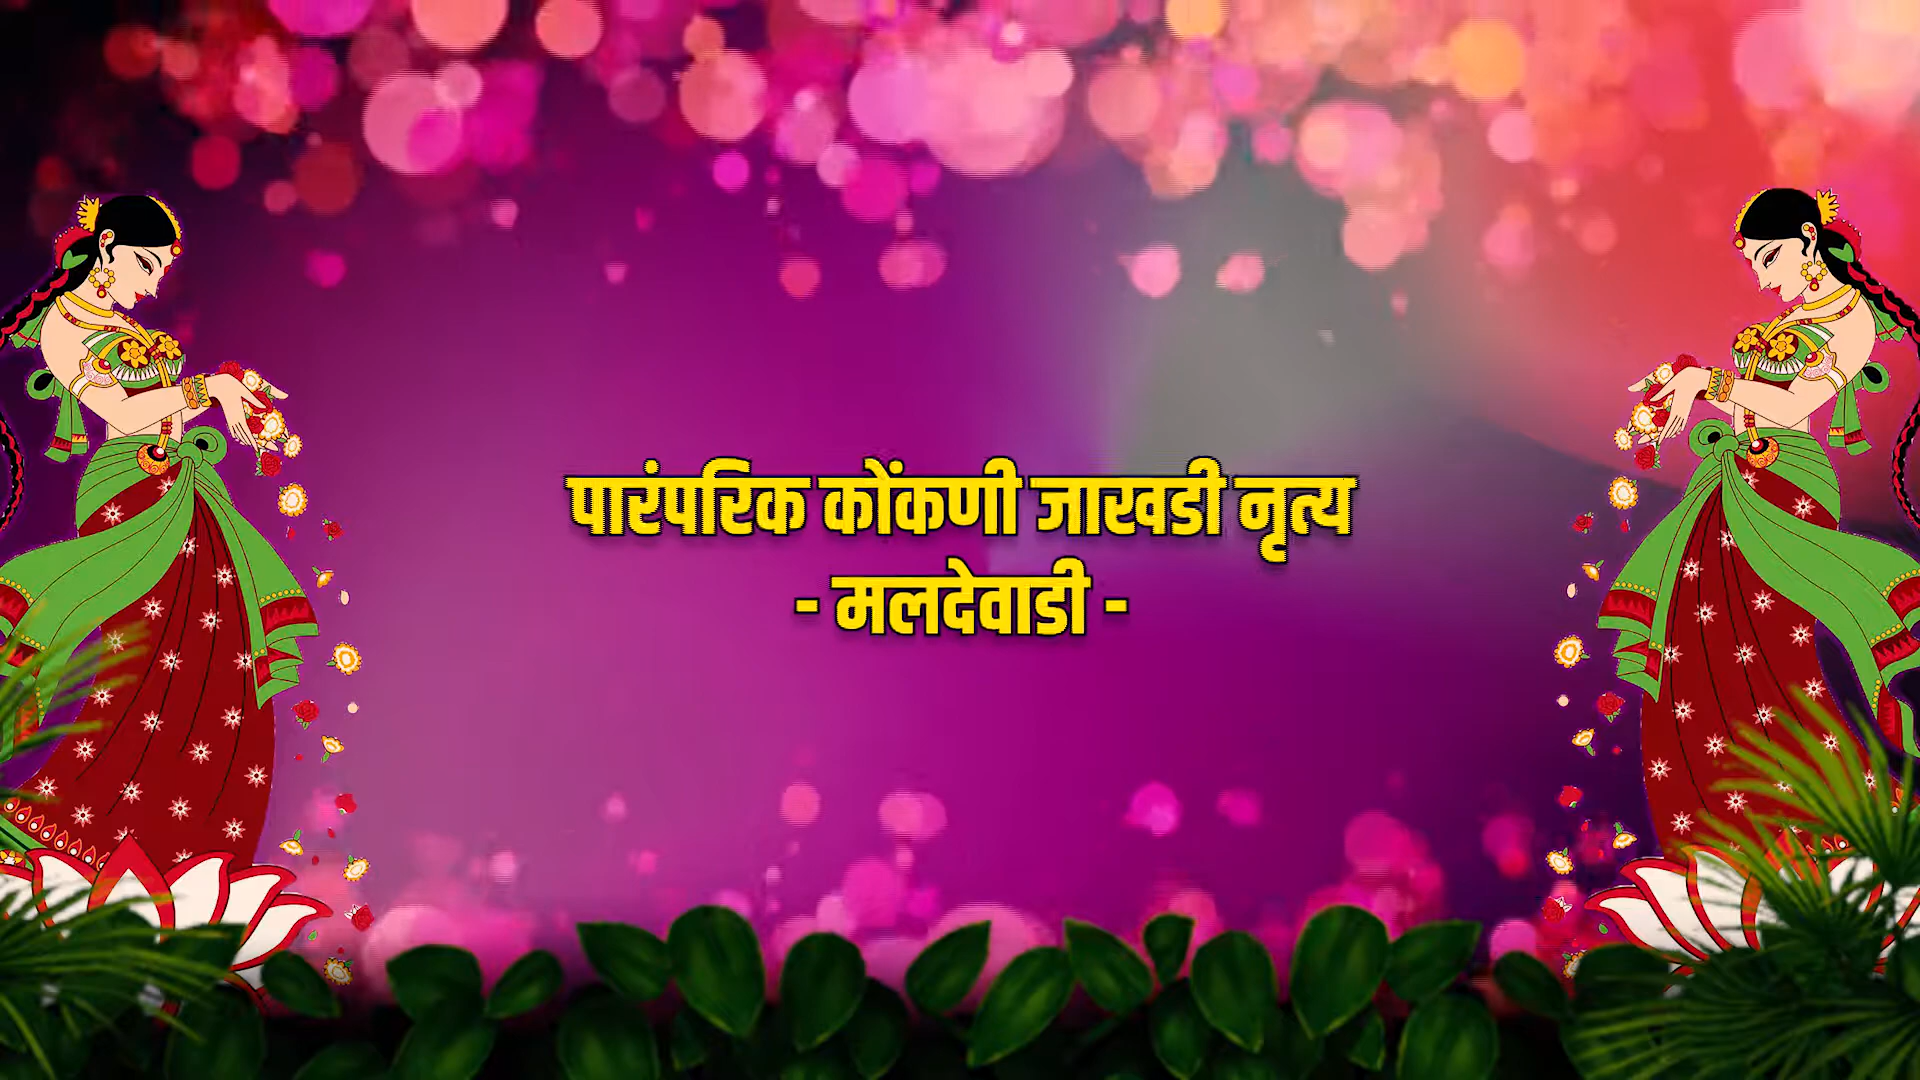 पारंपरिक कोंकणी जाखडी नृत्य
- मलदेवाडी -